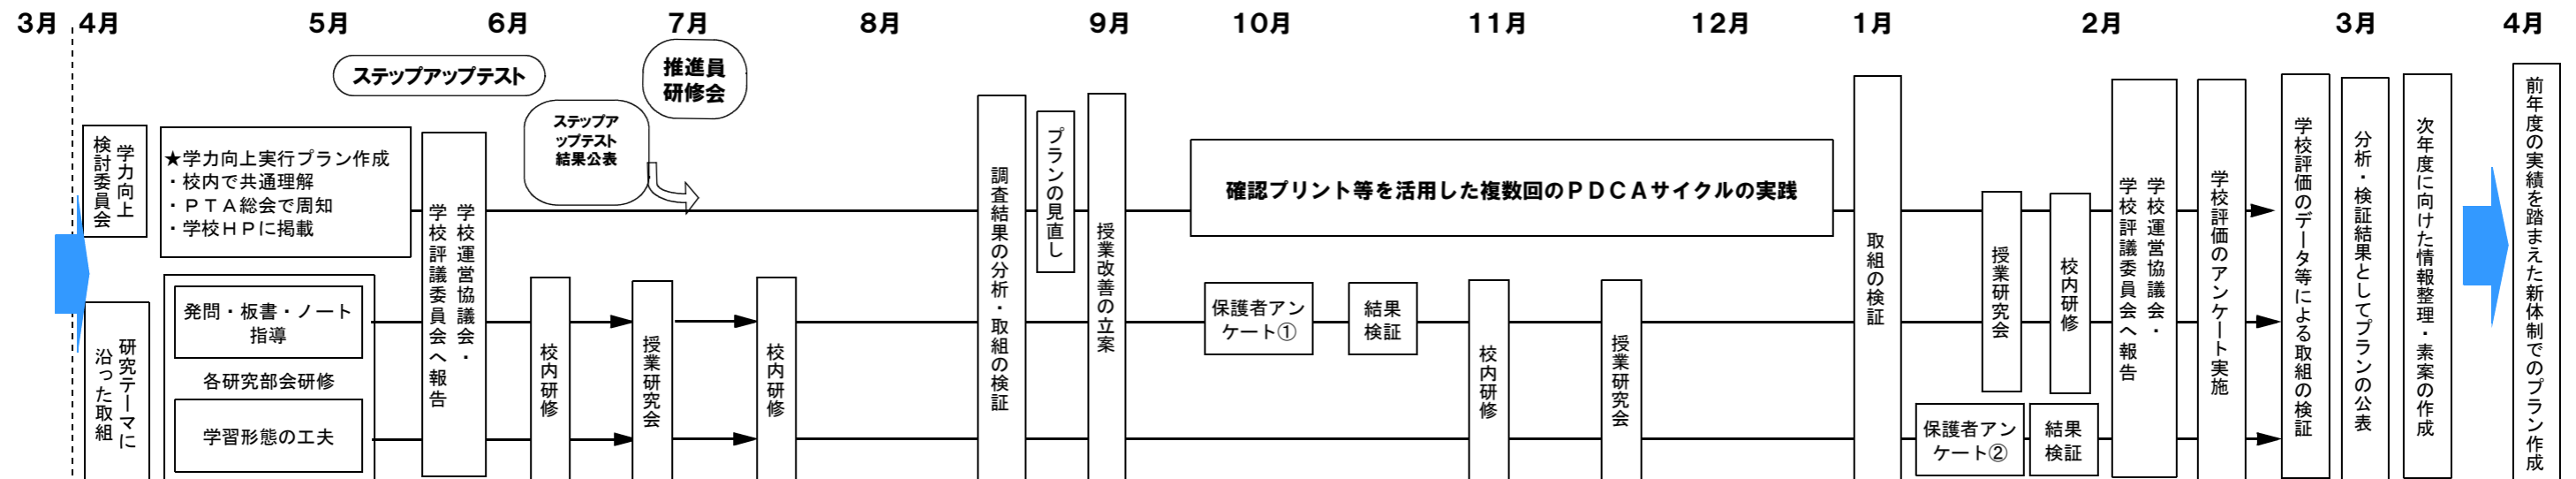 3月 4月 5月 6月 7月 8月 9月 10月 11月 12月 1月 2月 3月 4月
ステップアップテスト
推進員
研修会
ステップア
ップテスト
結果公表
学力向上
検討委員会
★学力向上実行プラン作成
・校内で共通理解
・ＰＴＡ総会で周知
・学校ＨＰに掲載
研究テーマに
沿った取組
発問・板書・ノート
指導
各研究部会研修
学習形態の工夫
学校運営協議会・
学校評議委員会へ報告
校内研修
授業研究会
校内研修
調査結果の分析・取組の検証
プランの見直し
授業改善の立案
確認プリント等を活用した複数回のＰＤＣＡサイクルの実践
保護者アン
ケート①
結果
検証
校内研修
授業研究会
取組の検証
授業研究会
校内研修
保護者アン
ケート②
結果
検証
学校運営協議会・
学校評議委員会へ報告
学校評価のアンケート実施
学校評価のデータ等による取組の検証
分析・検証結果としてプランの公表
次年度に向けた情報整理・素案の作成
前年度の実績を踏まえた新体制でのプラン作成